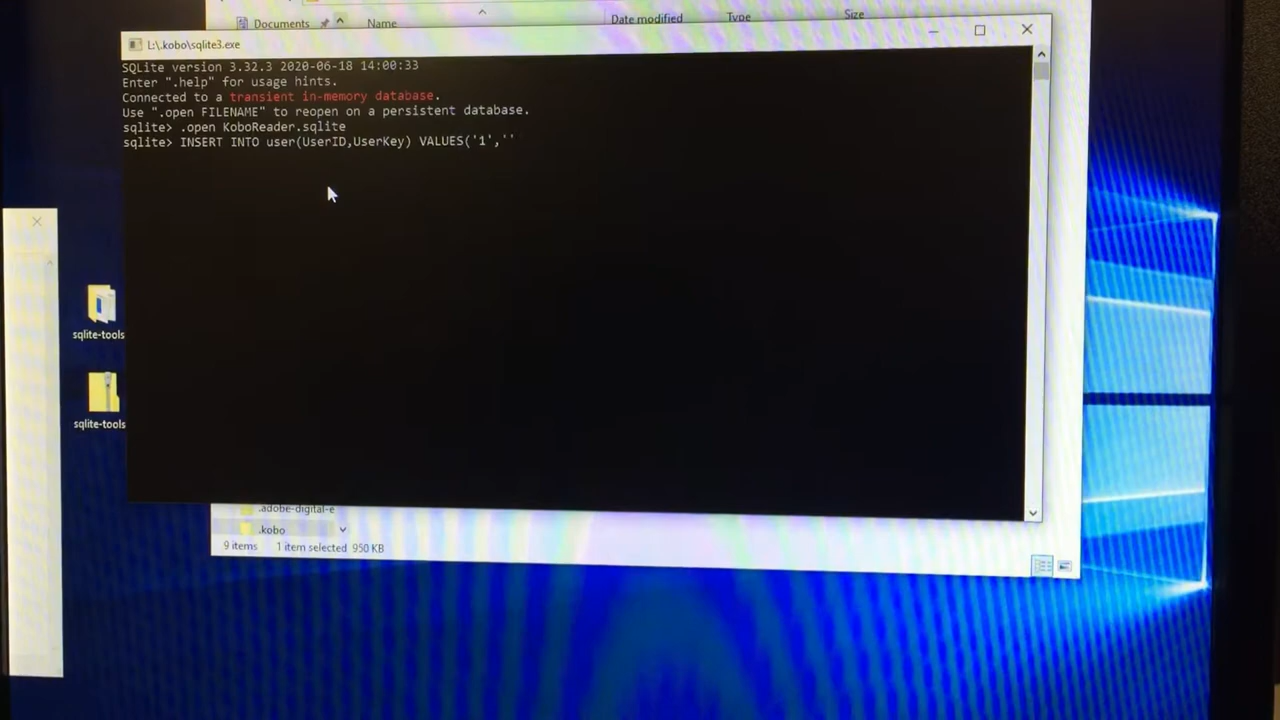 Documents
Name
Date modified
Type
Size
L:\.kobo\sqlite3.exe
SQLite version 3.32.3 2020-06-18 14:00:33
Enter ".help" for usage hints.
Connected to a transient in-memory database.
Use ".open FILENAME" to reopen on a persistent database.
sqlite> .open KoboReader.sqlite
sqlite> INSERT INTO user(UserID,UserKey) VALUES('1',''
sqlite-tools
sqlite-tools
.adobe-digital-e
.kobo
9 items 1 item selected 950 KB